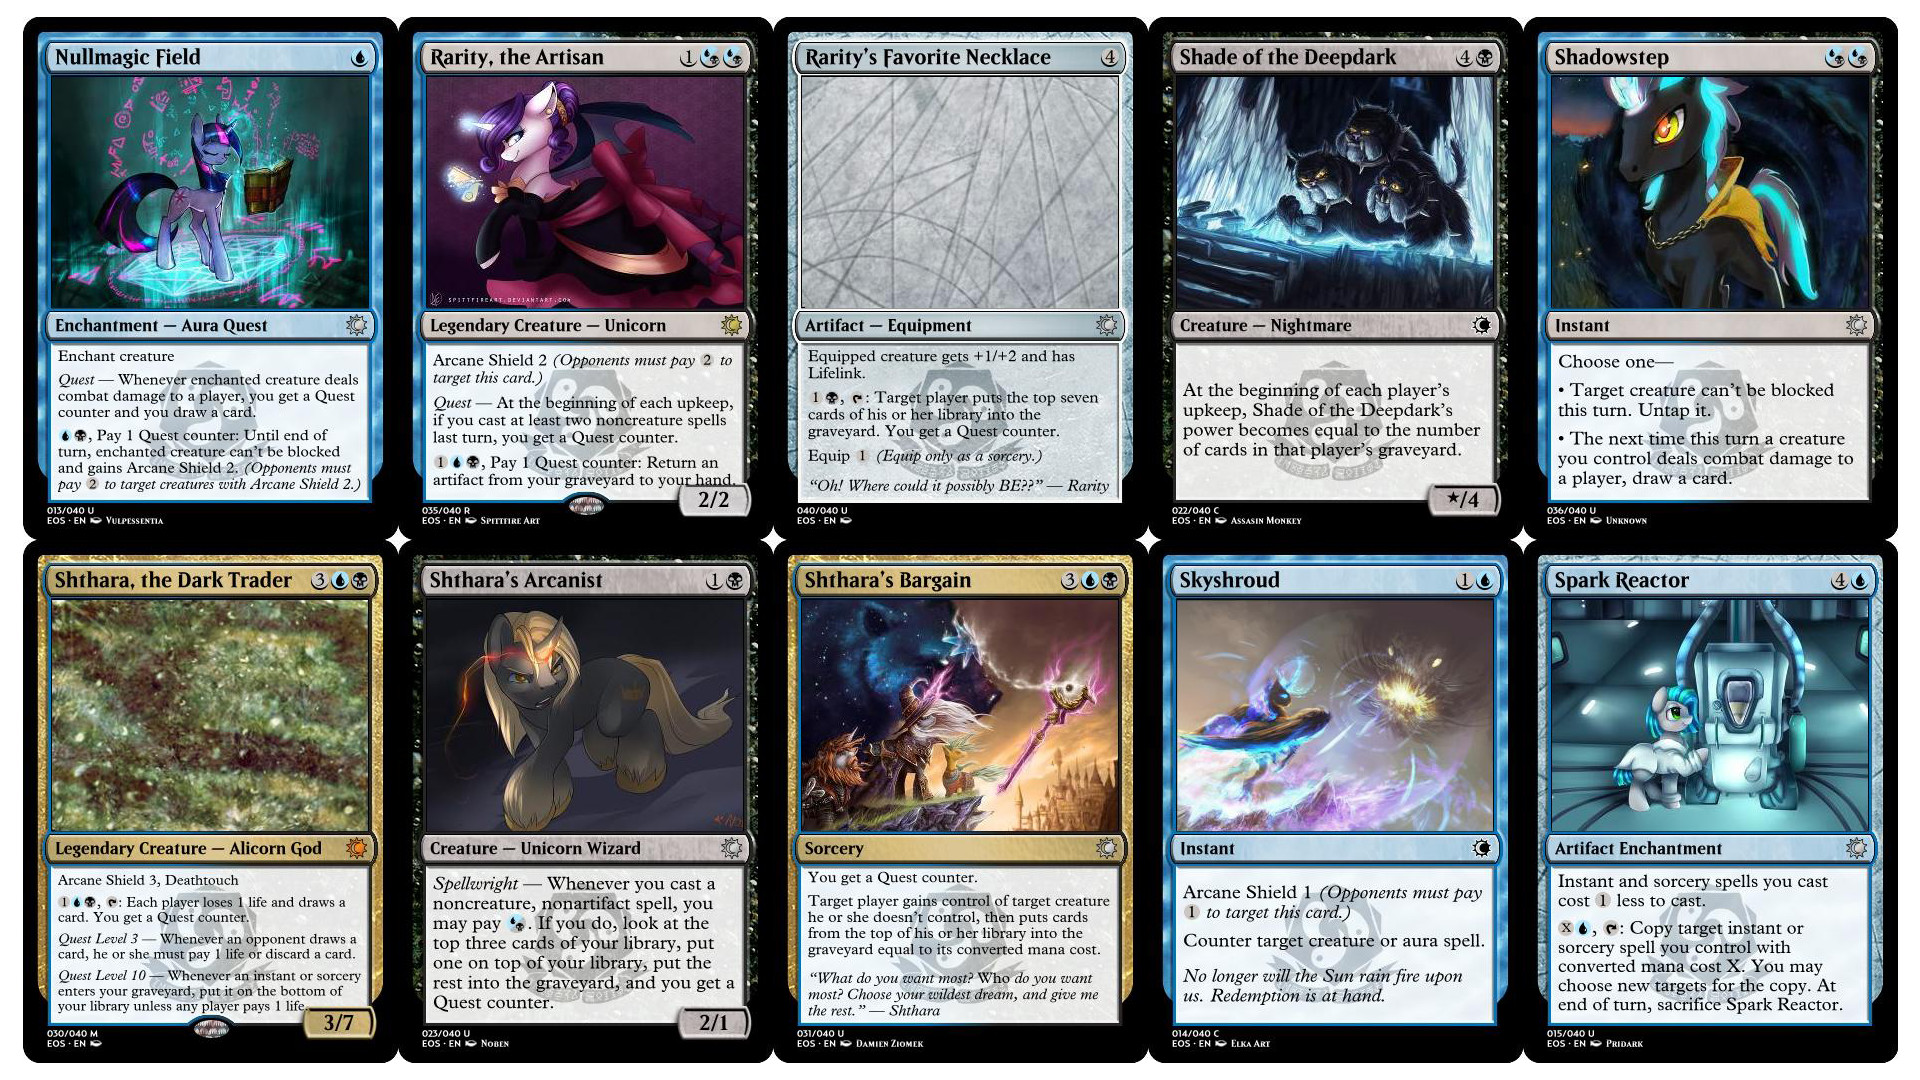 Nullmagic Field
Enchantment — Aura Quest
Enchant creature
Quest — Whenever enchanted creature deals
combat damage to a player, you get a Quest
counter and you draw a card.
, Pay 1 Quest counter: Until end of
turn, enchanted creature can't be blocked
and gains Arcane Shield 2. (Opponents must
pay 2 to target creatures with Arcane Shield 2.)
013/040 U
EOS · EN Vulpessentia
Rarity, the Artisan 1
SPITFIREART.DEVIANTART.COM
Legendary Creature — Unicorn
Arcane Shield 2 (Opponents must pay 2 to
target this card.)
Quest — At the beginning of each upkeep,
if you cast at least two noncreature spells
last turn, you get a Quest counter.
1, Pay 1 Quest counter: Return an
artifact from your graveyard to your hand.
2/2
035/040 R
EOS · EN Spitfire Art
Rarity's Favorite Necklace 4
Artifact — Equipment
Equipped creature gets +1/+2 and has
Lifelink.
1, : Target player puts the top seven
cards of his or her library into the
graveyard. You get a Quest counter.
Equip 1 (Equip only as a sorcery.)
“Oh! Where could it possibly BE??” — Rarity
040/040 U
EOS · EN
Shade of the Deepdark 4
Creature — Nightmare
At the beginning of each player's
upkeep, Shade of the Deepdark's
power becomes equal to the number
of cards in that player's graveyard.
★/4
022/040 C
EOS · EN Assasin Monkey
Shadowstep
Instant
Choose one—
• Target creature can't be blocked
this turn. Untap it.
• The next time this turn a creature
you control deals combat damage to
a player, draw a card.
036/040 U
EOS · EN Unknown
Shthara, the Dark Trader 3
Legendary Creature — Alicorn God
Arcane Shield 3, Deathtouch
1, : Each player loses 1 life and draws a
card. You get a Quest counter.
Quest Level 3 — Whenever an opponent draws a
card, he or she must pay 1 life or discard a card.
Quest Level 10 — Whenever an instant or sorcery
enters your graveyard, put it on the bottom of
your library unless any player pays 1 life.
3/7
030/040 M
EOS · EN
Shthara's Arcanist 1
Creature — Unicorn Wizard
Spellwright — Whenever you cast a
noncreature, nonartifact spell, you
may pay . If you do, look at the
top three cards of your library, put
one on top of your library, put the
rest into the graveyard, and you get a
Quest counter.
2/1
023/040 U
EOS · EN Noben
Shthara's Bargain 3
Sorcery
You get a Quest counter.
Target player gains control of target creature
he or she doesn't control, then puts cards
from the top of his or her library into the
graveyard equal to its converted mana cost.
“What do you want most? Who do you want
most? Choose your wildest dream, and give me
the rest.” — Shthara
031/040 U
EOS · EN Damien Ziomek
Skyshroud 1
Instant
Arcane Shield 1 (Opponents must pay
1 to target this card.)
Counter target creature or aura spell.
No longer will the Sun rain fire upon
us. Redemption is at hand.
014/040 C
EOS · EN Elka Art
Spark Reactor 4
Artifact Enchantment
Instant and sorcery spells you cast
cost 1 less to cast.
X, : Copy target instant or
sorcery spell you control with
converted mana cost X. You may
choose new targets for the copy. At
end of turn, sacrifice Spark Reactor.
015/040 U
EOS · EN Pridark